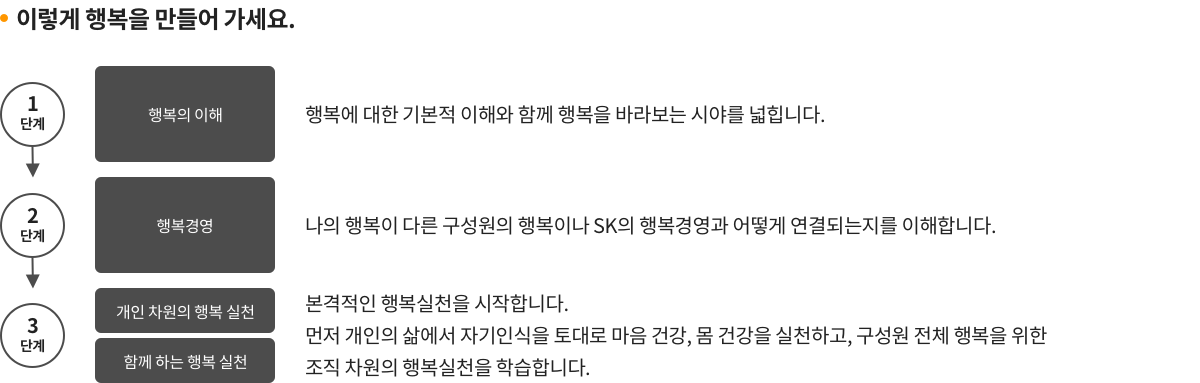 • 이렇게 행복을 만들어 가세요.
1
단계
행복의 이해
행복에 대한 기본적 이해와 함께 행복을 바라보는 시야를 넓힙니다.
2
단계
행복경영
나의 행복이 다른 구성원의 행복이나 SK의 행복경영과 어떻게 연결되는지를 이해합니다.
3
단계
개인 차원의 행복 실천
함께 하는 행복 실천
본격적인 행복실천을 시작합니다.
먼저 개인의 삶에서 자기인식을 토대로 마음 건강, 몸 건강을 실천하고, 구성원 전체 행복을 위한
조직 차원의 행복실천을 학습합니다.